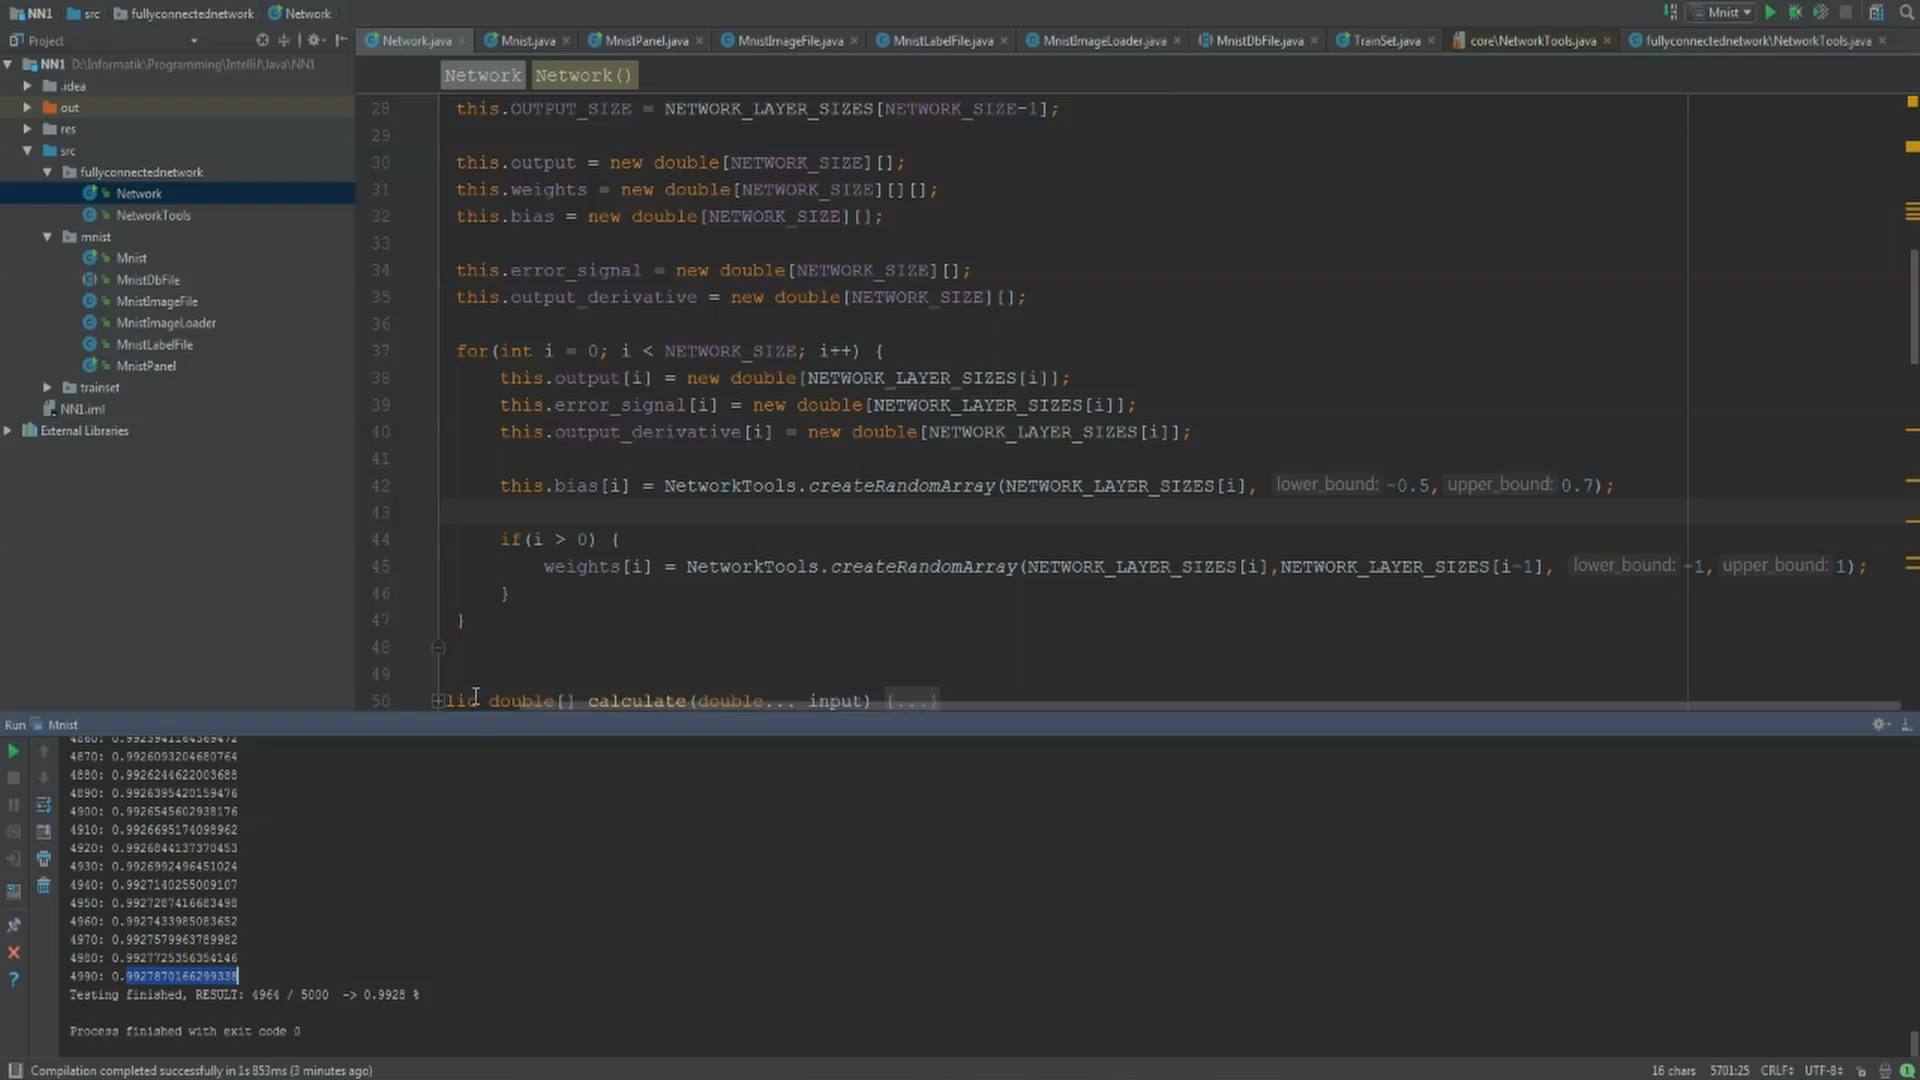 NN1 src fullyconnectednetwork Network
Mnist
Project
Network.java Mnist.java MnistPanel.java MnistImageFile.java MnistLabelFile.java MnistImageLoader.java MnistDbFile.java TrainSet.java core\NetworkTools.java fullyconnectednetwork\NetworkTools.java
NN1 D:\Informatik\Programming\IntelliJ\Java\NN1
.idea
out
res
src
fullyconnectednetwork
Network
NetworkTools
mnist
Mnist
MnistDbFile
MnistImageFile
MnistImageLoader
MnistLabelFile
MnistPanel
trainset
NN1.iml
External Libraries
Network Network()
28 this.OUTPUT_SIZE = NETWORK_LAYER_SIZES[NETWORK_SIZE-1];
29
30 this.output = new double[NETWORK_SIZE][];
31 this.weights = new double[NETWORK_SIZE][][];
32 this.bias = new double[NETWORK_SIZE][];
33
34 this.error_signal = new double[NETWORK_SIZE][];
35 this.output_derivative = new double[NETWORK_SIZE][];
36
37 for(int i = 0; i < NETWORK_SIZE; i++) {
38 this.output[i] = new double[NETWORK_LAYER_SIZES[i]];
39 this.error_signal[i] = new double[NETWORK_LAYER_SIZES[i]];
40 this.output_derivative[i] = new double[NETWORK_LAYER_SIZES[i]];
41
42 this.bias[i] = NetworkTools.createRandomArray(NETWORK_LAYER_SIZES[i], lower_bound: -0.5, upper_bound: 0.7);
43
44 if(i > 0) {
45 weights[i] = NetworkTools.createRandomArray(NETWORK_LAYER_SIZES[i],NETWORK_LAYER_SIZES[i-1], lower_bound: -1, upper_bound: 1);
46 }
47 }
48
49
50 lic double[] calculate(double... input) {...}
Run Mnist
4860: 0.9925941164369472
4870: 0.9926093204680764
4880: 0.9926244622003688
4890: 0.9926395420159476
4900: 0.9926545602938176
4910: 0.9926695174098962
4920: 0.9926844137370453
4930: 0.9926992496451024
4940: 0.9927140255009107
4950: 0.9927287416683498
4960: 0.9927433985083652
4970: 0.9927579963789982
4980: 0.9927725356354146
4990: 0.9927870166299338
Testing finished, RESULT: 4964 / 5000 -> 0.9928 %
Process finished with exit code 0
Compilation completed successfully in 1s 853ms (3 minutes ago)
16 chars 5701:25 CRLF÷ UTF-8÷